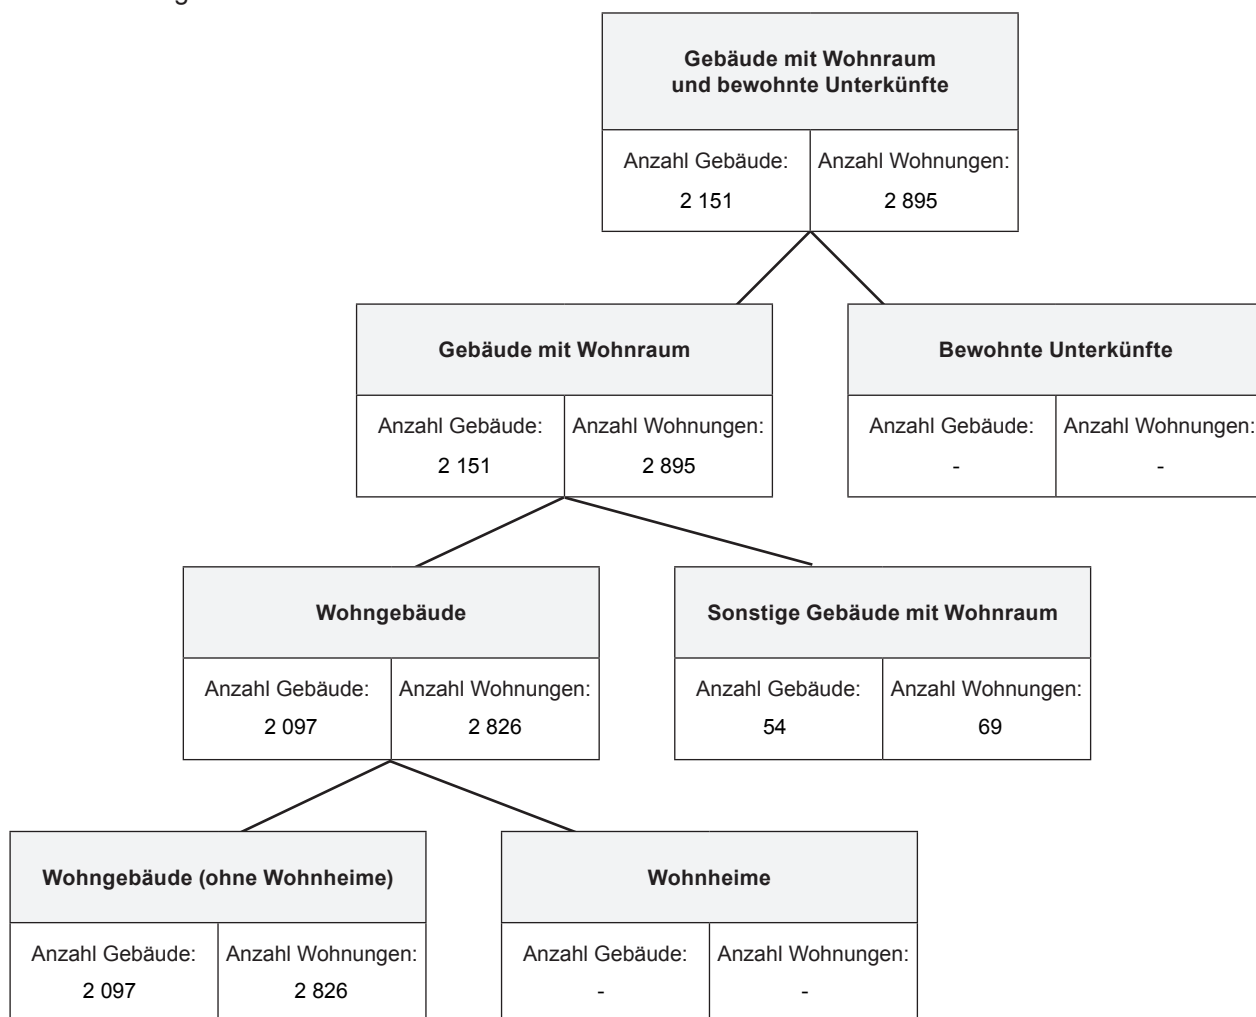 Gebäude mit Wohnraum
und bewohnte Unterkünfte
Anzahl Gebäude: Anzahl Wohnungen:
2 151 2 895
Gebäude mit Wohnraum
Anzahl Gebäude: Anzahl Wohnungen:
2 151 2 895
Bewohnte Unterkünfte
Anzahl Gebäude: Anzahl Wohnungen:
- -
Wohngebäude
Anzahl Gebäude: Anzahl Wohnungen:
2 097 2 826
Sonstige Gebäude mit Wohnraum
Anzahl Gebäude: Anzahl Wohnungen:
54 69
Wohngebäude (ohne Wohnheime)
Anzahl Gebäude: Anzahl Wohnungen:
2 097 2 826
Wohnheime
Anzahl Gebäude: Anzahl Wohnungen:
- -